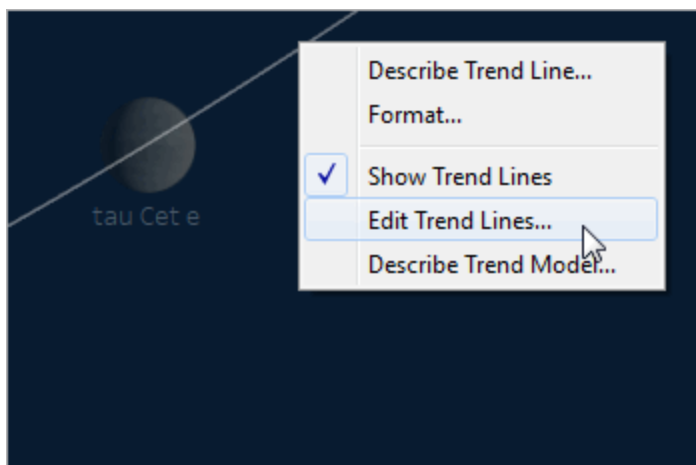 Describe Trend Line...
Format...
Show Trend Lines
tau Cet e
Edit Trend Lines...
Describe Trend Model...